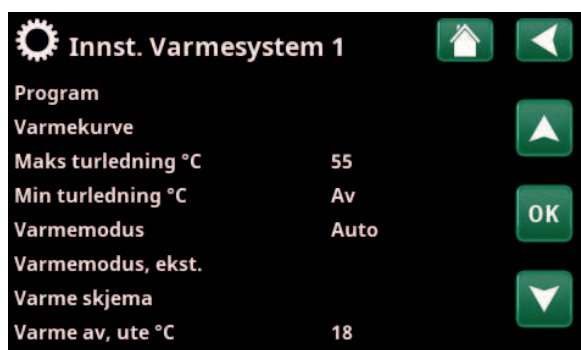 Innst. Varmesystem 1
Program
Varmekurve
Maks turledning °C 55
Min turledning °C Av
Varmemodus Auto
OK
Varmemodus, ekst.
Varme skjema
Varme av, ute °C 18